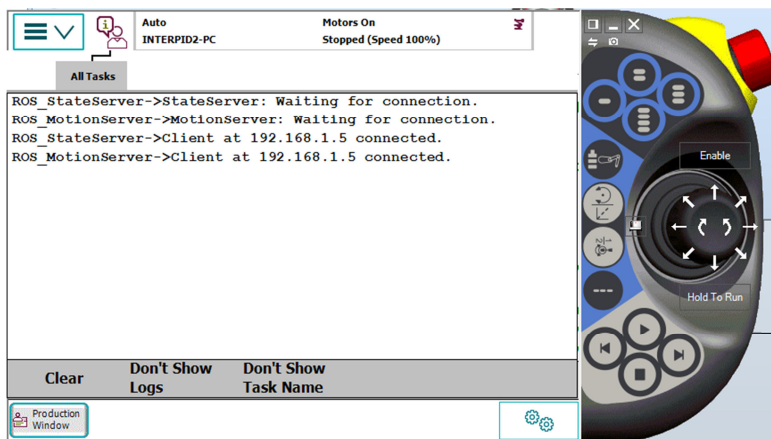 Auto
Motors On
INTERPID2-PC
Stopped (Speed 100%)
All Tasks
ROS_StateServer->StateServer: Waiting for connection.
ROS_MotionServer->MotionServer: Waiting for connection.
ROS_StateServer->Client at 192.168.1.5 connected.
ROS_MotionServer->Client at 192.168.1.5 connected.
Clear
Don't Show
Logs
Don't Show
Task Name
Production
Window
Enable
Hold To Run